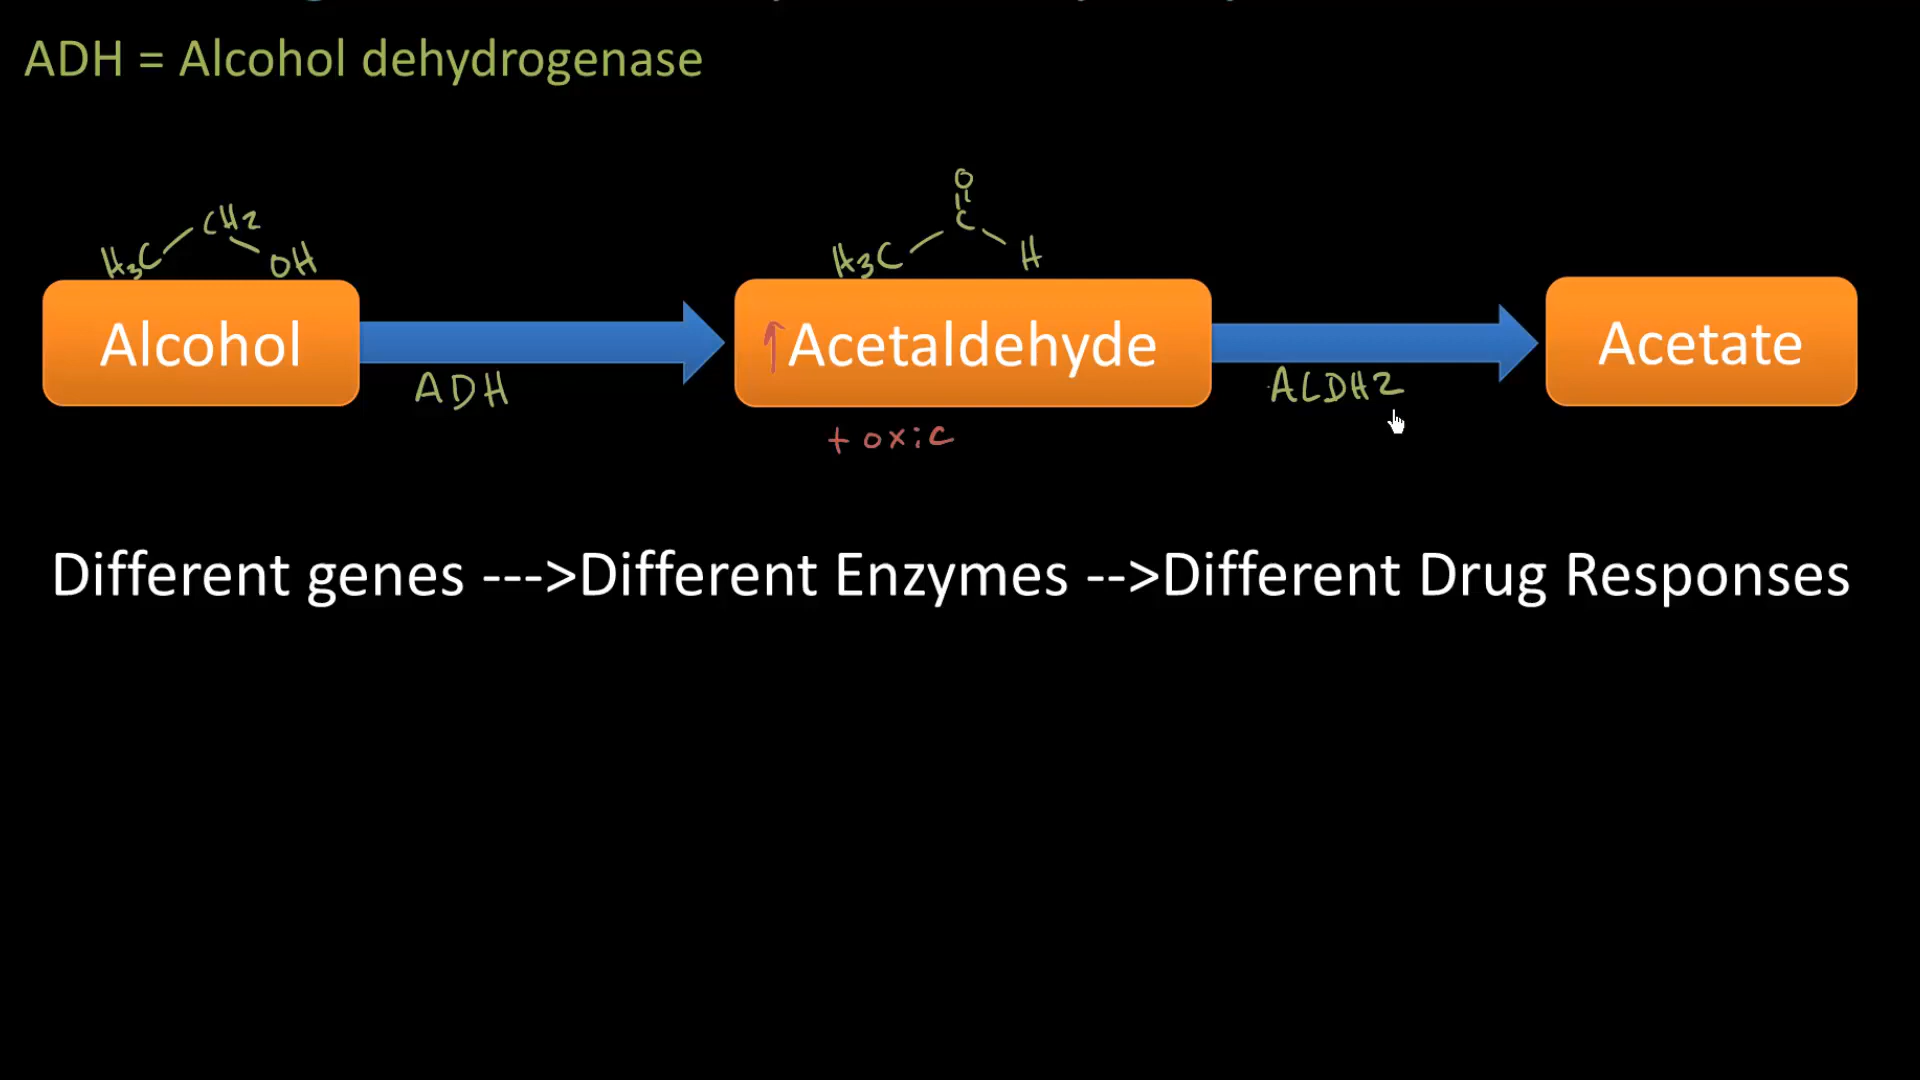 ADH = Alcohol dehydrogenase
H3C CH2 OH
H3C C O H
Alcohol
ADH
↑Acetaldehyde
toxic
ALDH2
Acetate
Different genes --->Different Enzymes -->Different Drug Responses